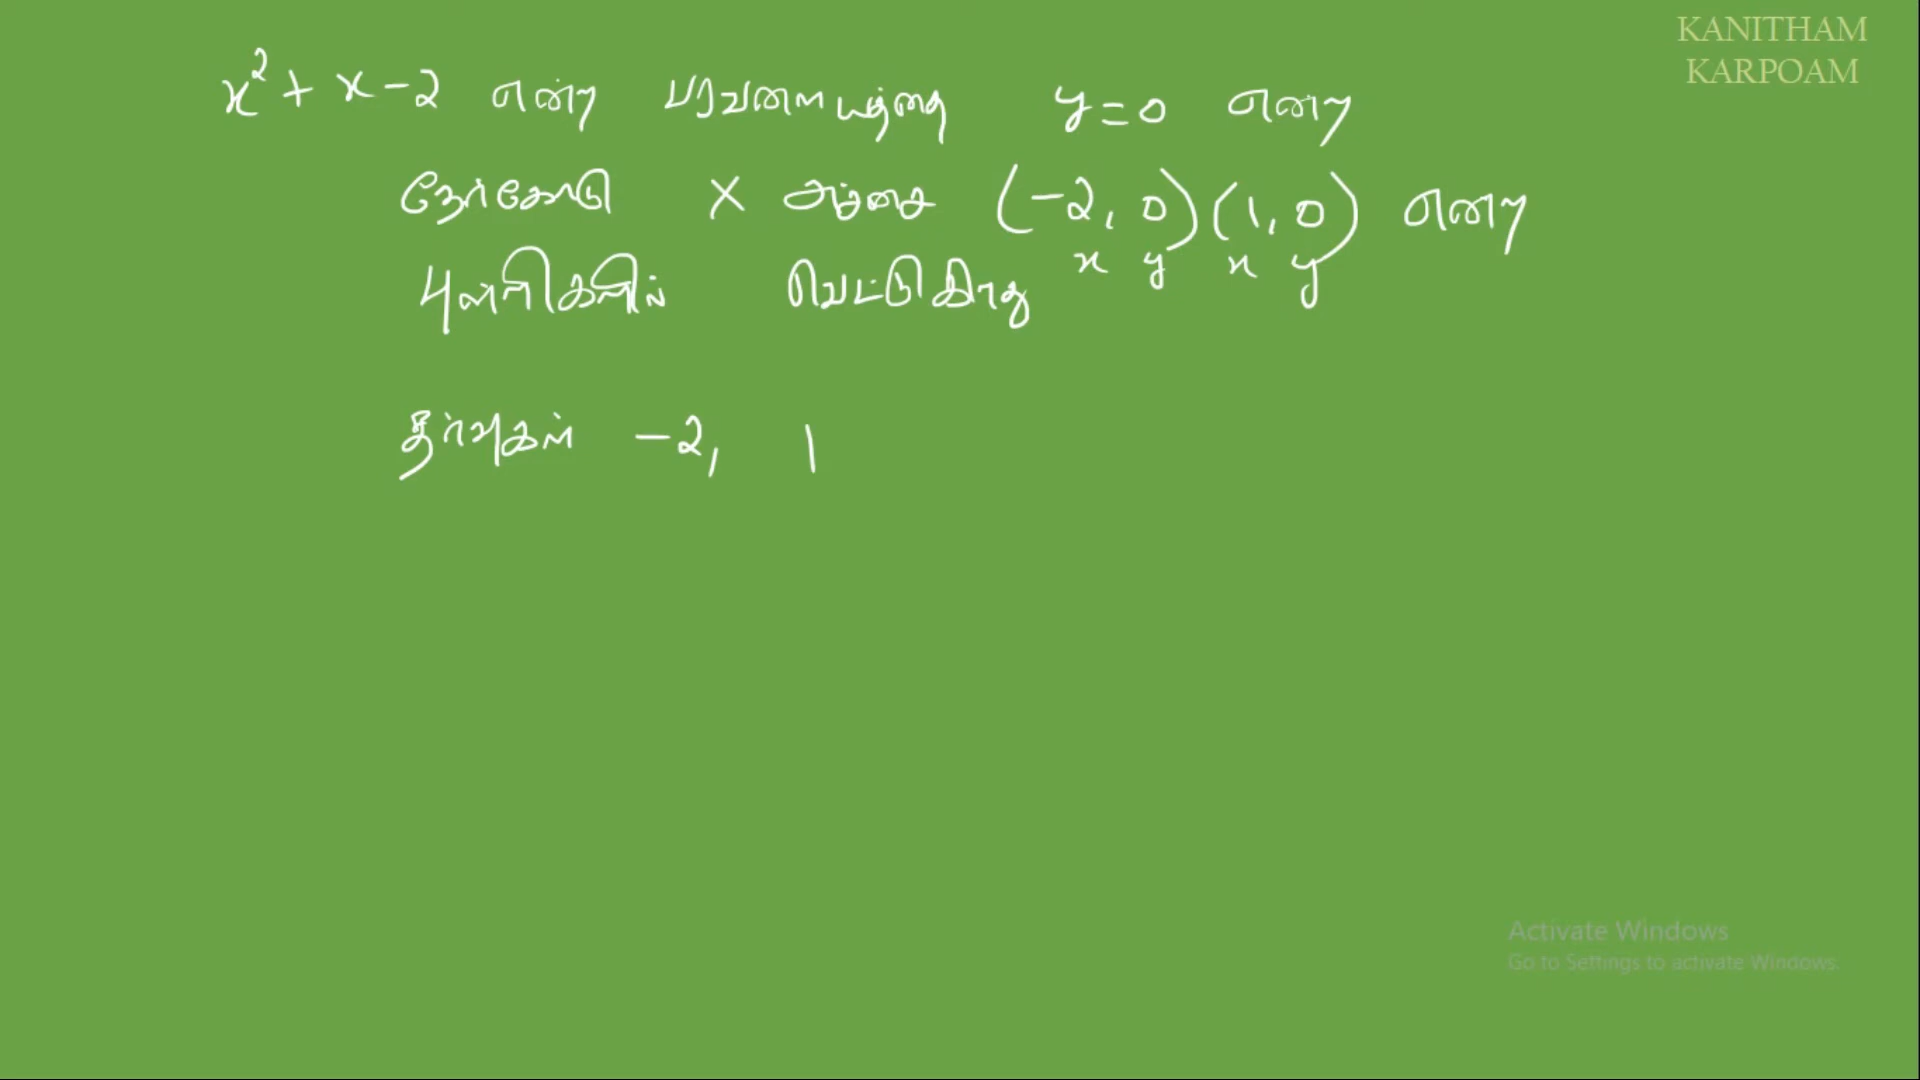 KANITHAM
KARPOAM
x² + x - 2 என்ற பரவளையத்தை y = 0 என்ற
நேர்கோடு X அச்சை (-2, 0) (1, 0) என்ற
x y x y
புள்ளிகளில் வெட்டுகிறது
தீர்வுகள் -2, 1
Activate Windows
Go to Settings to activate Windows.